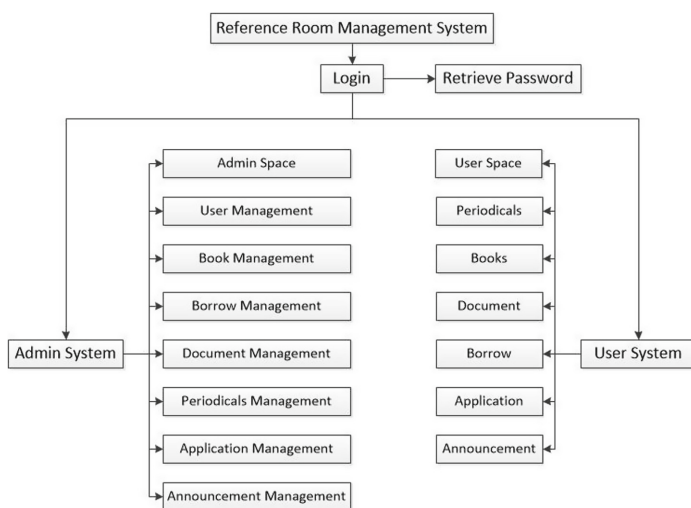 Reference Room Management System
Login
Retrieve Password
Admin Space
User Space
User Management
Periodicals
Book Management
Books
Borrow Management
Document
Admin System
Document Management
Borrow
User System
Periodicals Management
Application
Application Management
Announcement
Announcement Management